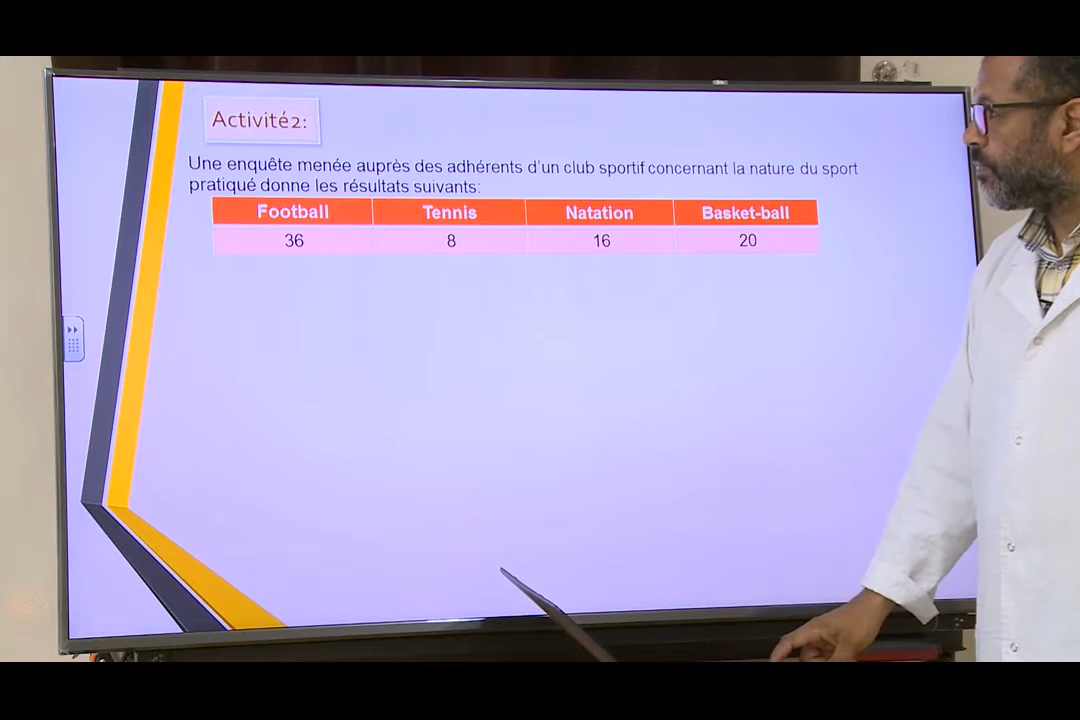 Activité2:
Une enquête menée auprès des adhérents d'un club sportif concernant la nature du sport
pratiqué donne les résultats suivants:
Football Tennis Natation Basket-ball
36 8 16 20